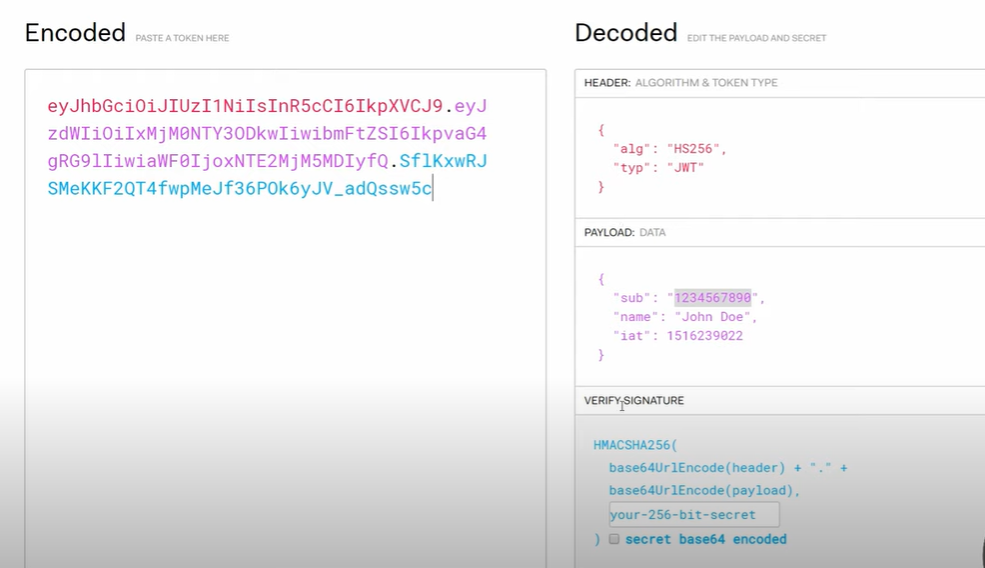 Encoded PASTE A TOKEN HERE
eyJhbGciOiJIUzI1NiIsInR5cCI6IkpXVCJ9.eyJ
zdWIiOiIxMjM0NTY3ODkwIiwibmFtZSI6IkpvaG4
gRG9lIiwiaWF0IjoxNTE2MjM5MDIyfQ.SflKxwRJ
SMeKKF2QT4fwpMeJf36POk6yJV_adQssw5c
Decoded EDIT THE PAYLOAD AND SECRET
HEADER: ALGORITHM & TOKEN TYPE
{
"alg": "HS256",
"typ": "JWT"
}
PAYLOAD: DATA
{
"sub": "1234567890",
"name": "John Doe",
"iat": 1516239022
}
VERIFY SIGNATURE
HMACSHA256(
base64UrlEncode(header) + "." +
base64UrlEncode(payload),
your-256-bit-secret
) secret base64 encoded